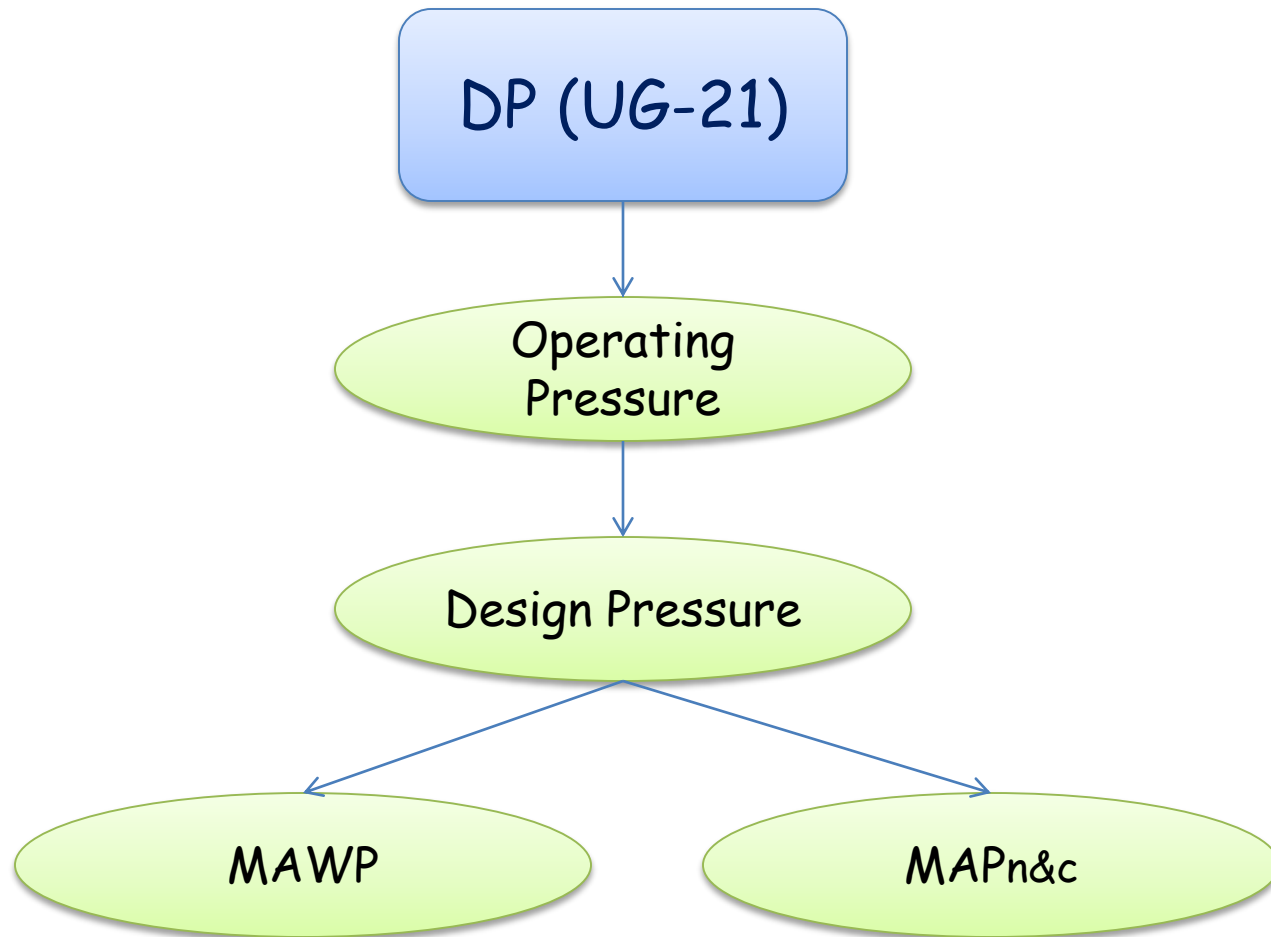 DP (UG-21)
Operating
Pressure
Design Pressure
MAWP
MAPn&c